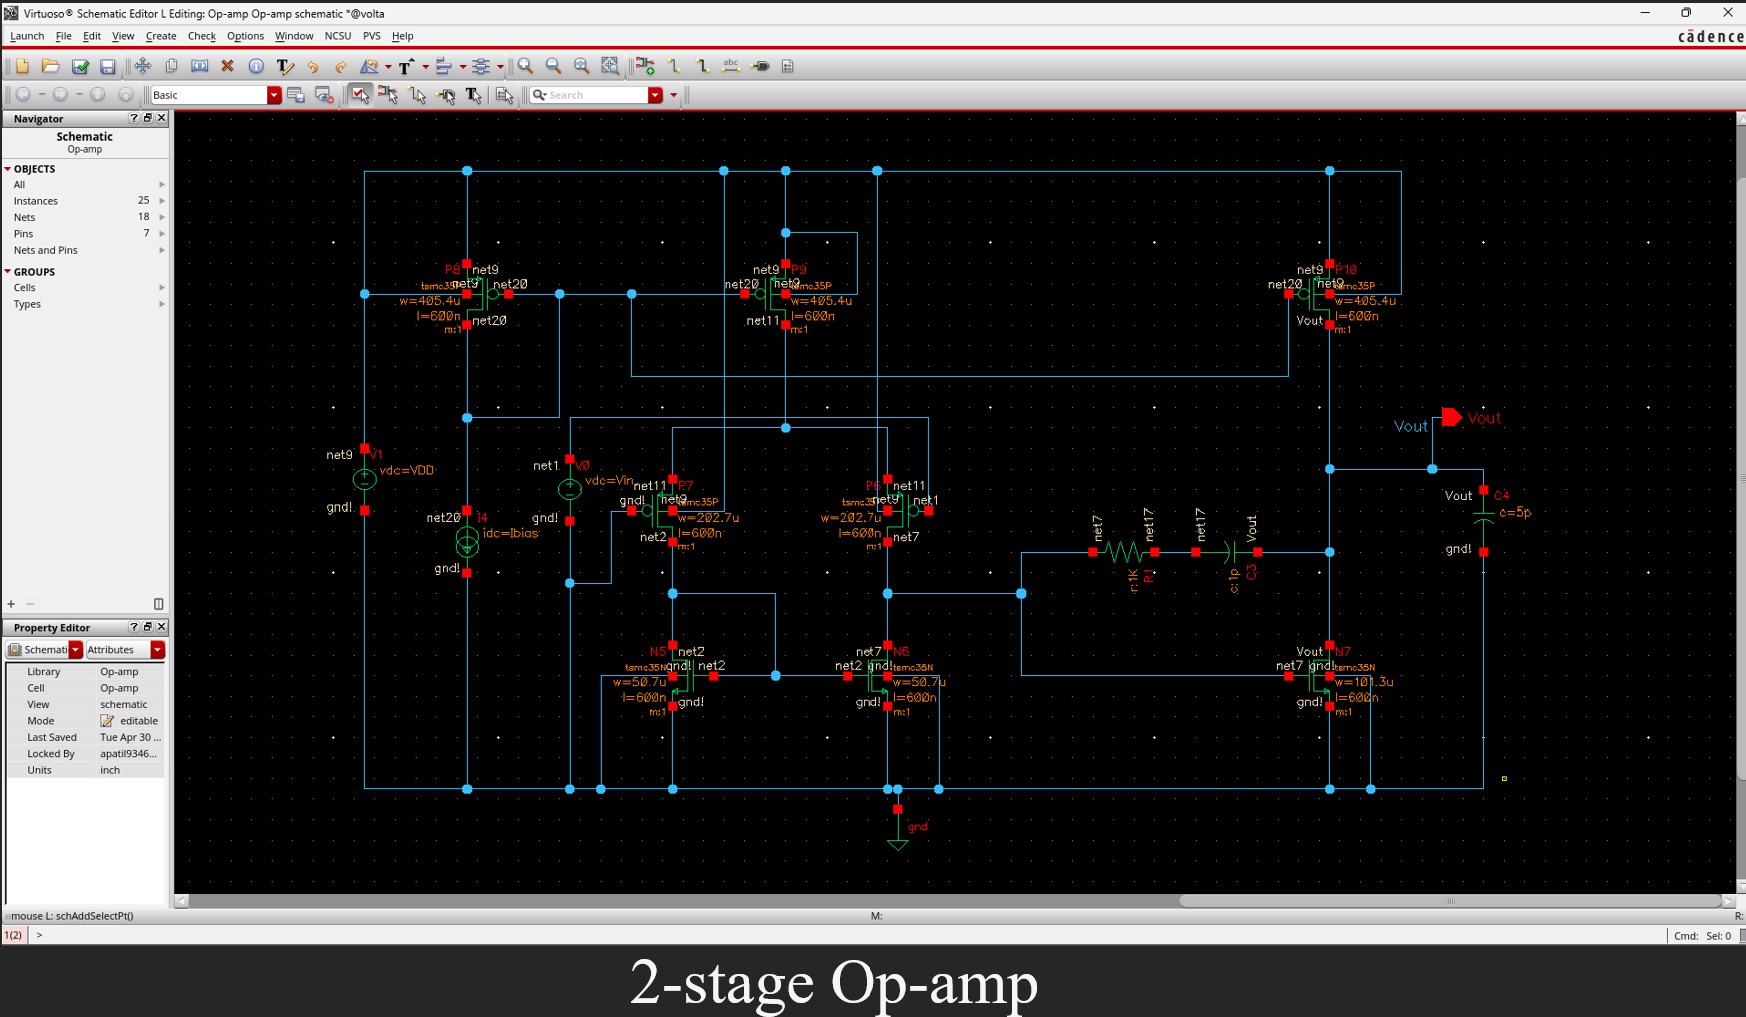 Virtuoso® Schematic Editor L Editing: Op-amp Op-amp schematic *@volta
Launch File Edit View Create Check Options Window NCSU PVS Help
cādence
Basic
Search
Navigator
Schematic
Op-amp
OBJECTS
All
Instances 25
Nets 18
Pins 7
Nets and Pins
GROUPS
Cells
Types
Property Editor
Schemati Attributes
Library Op-amp
Cell Op-amp
View schematic
Mode editable
Last Saved Tue Apr 30 ...
Locked By apatil9346...
Units inch
P8 net9
net9 net20
tsmc35P
w=405.4u
l=600n
net20
m:1
net9 P9
net20 net9
tsmc35P
w=405.4u
l=600n
net11
m:1
net9 P10
net20 net9
tsmc35P
w=405.4u
l=600n
Vout
m:1
net9 V1
vdc=VDD
gnd!
net20 I4
idc=Ibias
gnd!
net1 V0
vdc=Vin
gnd!
net11 P7
gnd! net9
tsmc35P
w=202.7u
l=600n
net2
m:1
P6 net11
net9 net1
tsmc35P
w=202.7u
l=600n
net7
m:1
net7 net17
r:1K R1
net17 Vout
c:1p C3
Vout Vout
Vout C4
c=5p
gnd!
N5 net2
tsmc35N
gnd! net2
w=50.7u
l=600n
gnd!
m:1
net7 N6
net2 gnd!
tsmc35N
w=50.7u
l=600n
gnd!
m:1
Vout N7
net7 gnd!
tsmc35N
w=101.3u
l=600n
gnd!
m:1
gnd
mouse L: schAddSelectPt() M: R:
1(2) > Cmd: Sel: 0
2-stage Op-amp